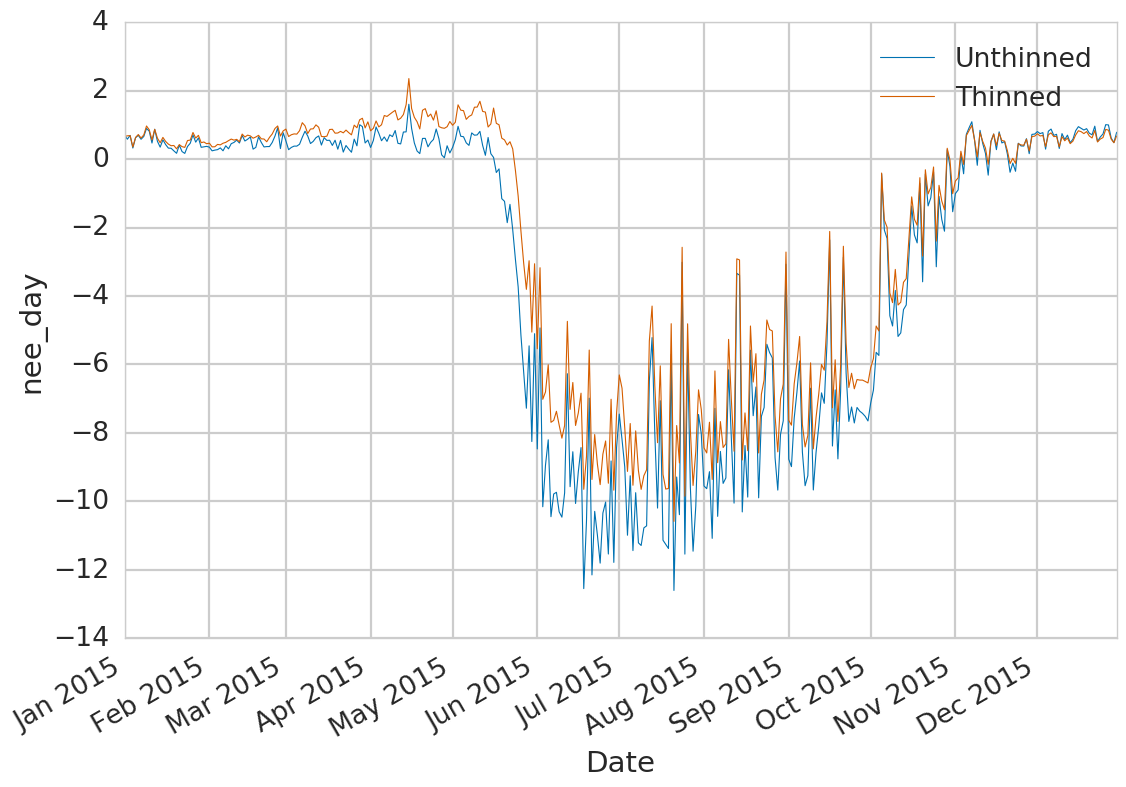 4
2
0
−2
−4
−6
−8
−10
−12
−14
nee_day
Unthinned
Thinned
Jan 2015
Feb 2015
Mar 2015
Apr 2015
May 2015
Jun 2015
Jul 2015
Aug 2015
Sep 2015
Oct 2015
Nov 2015
Dec 2015
Date